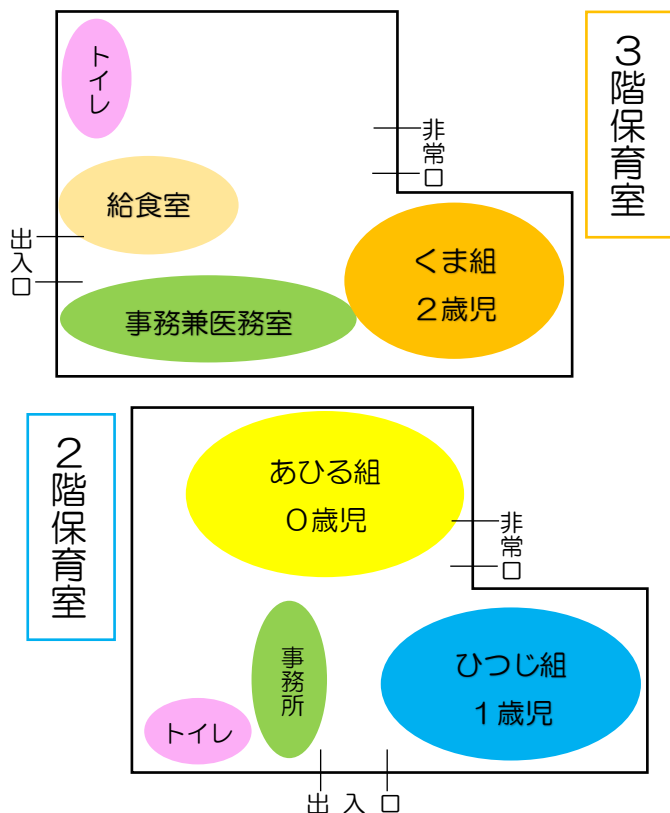 3階保育室
トイレ
非常口
給食室
出入口
くま組
2歳児
事務兼医務室
2階保育室
あひる組
0歳児
非常口
事務所
ひつじ組
1歳児
トイレ
出入口